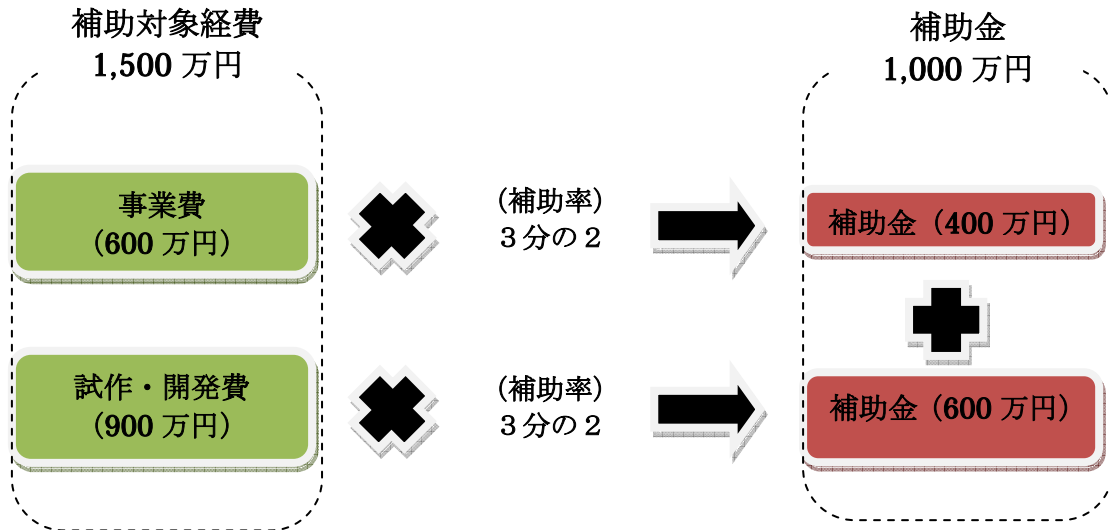 補助対象経費
1,500 万円
補助金
1,000 万円
事業費
（600 万円）
（補助率）
３分の２
補助金（400 万円）
試作・開発費
（900 万円）
（補助率）
３分の２
補助金（600 万円）